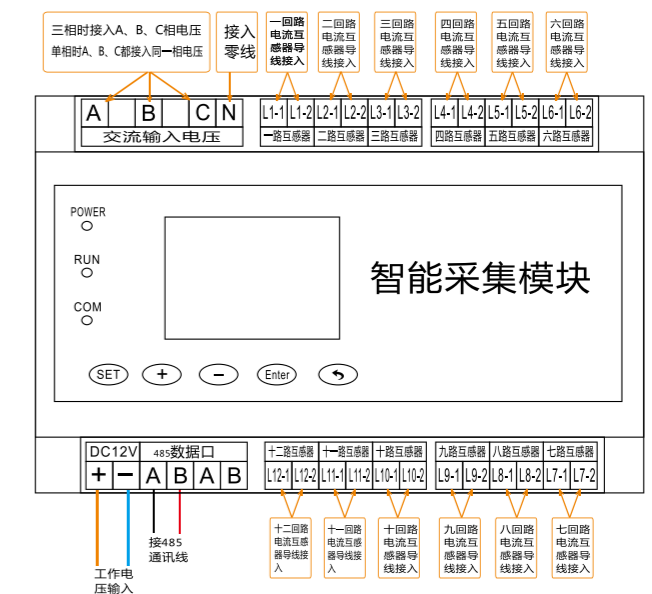 三相时接入A、B、C相电压
单相时A、B、C都接入同一相电压
接入
零线
一回路
电流互
感器导
线接入
二回路
电流互
感器导
线接入
三回路
电流互
感器导
线接入
四回路
电流互
感器导
线接入
五回路
电流互
感器导
线接入
六回路
电流互
感器导
线接入
A B C N
交流输入电压
L1-1 L1-2 L2-1 L2-2 L3-1 L3-2
一路互感器 二路互感器 三路互感器
L4-1 L4-2 L5-1 L5-2 L6-1 L6-2
四路互感器 五路互感器 六路互感器
POWER
RUN
COM
智能采集模块
SET + − Enter
DC12V 485数据口
+ − A B A B
十二路互感器 十一路互感器 十路互感器
L12-1 L12-2 L11-1 L11-2 L10-1 L10-2
九路互感器 八路互感器 七路互感器
L9-1 L9-2 L8-1 L8-2 L7-1 L7-2
工作电
压输入
接485
通讯线
十二回路
电流互感
器导线接
入
十一回路
电流互感
器导线接
入
十回路
电流互
感器导
线接入
九回路
电流互
感器导
线接入
八回路
电流互
感器导
线接入
七回路
电流互
感器导
线接入